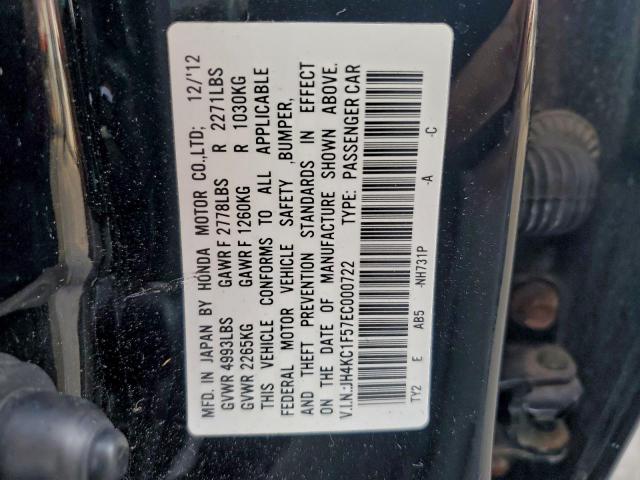 MFD. IN JAPAN BY HONDA MOTOR CO.,LTD; 12/'12
GVWR 4993LBS GAWR F 2778LBS R 2271LBS
GVWR 2265KG GAWR F 1260KG R 1030KG
THIS VEHICLE CONFORMS TO ALL APPLICABLE
FEDERAL MOTOR VEHICLE SAFETY ,BUMPER,
AND THEFT PREVENTION STANDARDS IN EFFECT
ON THE DATE OF MANUFACTURE SHOWN ABOVE.
V.I.N.:JH4KC1F57EC000722 TYPE: PASSENGER CAR
TY2 E AB5 -NH731P -A -C